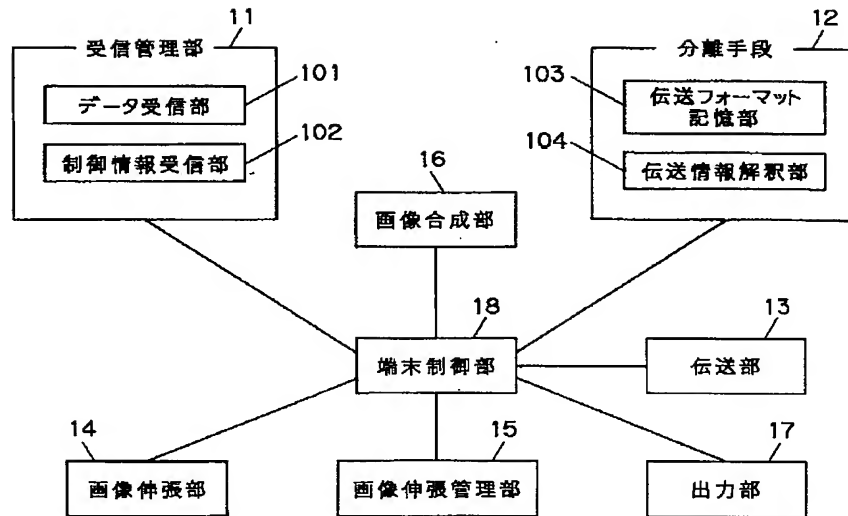 11
受信管理部
101
データ受信部
102
制御情報受信部
12
分離手段
103
伝送フォーマット
記憶部
104
伝送情報解釈部
16
画像合成部
18
端末制御部
13
伝送部
14
画像伸張部
15
画像伸張管理部
17
出力部